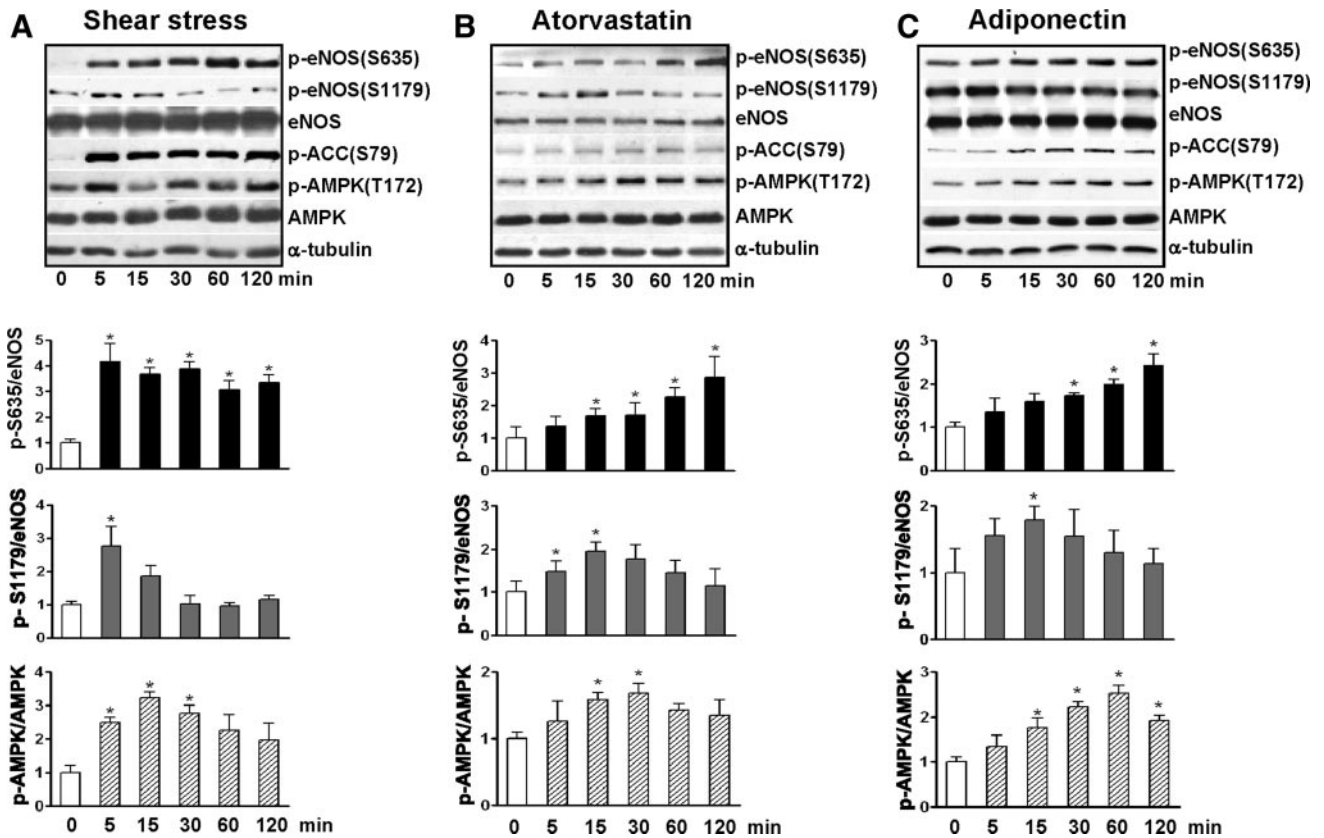 A Shear stress
p-eNOS(S635)
p-eNOS(S1179)
eNOS
p-ACC(S79)
p-AMPK(T172)
AMPK
α-tubulin
0 5 15 30 60 120 min
p-S635/eNOS
5
4
3
2
1
0
* * * * *
p- S1179/eNOS
4
3
2
1
0
*
p-AMPK/AMPK
4
3
2
1
0
* * *
0 5 15 30 60 120 min
B Atorvastatin
p-eNOS(S635)
p-eNOS(S1179)
eNOS
p-ACC(S79)
p-AMPK(T172)
AMPK
α-tubulin
0 5 15 30 60 120 min
p-S635/eNOS
4
3
2
1
0
* * * *
p- S1179/eNOS
3
2
1
0
* *
p-AMPK/AMPK
2
1
0
* *
0 5 15 30 60 120 min
C Adiponectin
p-eNOS(S635)
p-eNOS(S1179)
eNOS
p-ACC(S79)
p-AMPK(T172)
AMPK
α-tubulin
0 5 15 30 60 120 min
p-S635/eNOS
4
3
2
1
0
* * *
p- S1179/eNOS
2
1
0
*
p-AMPK/AMPK
3
2
1
0
* * * *
0 5 15 30 60 120 min